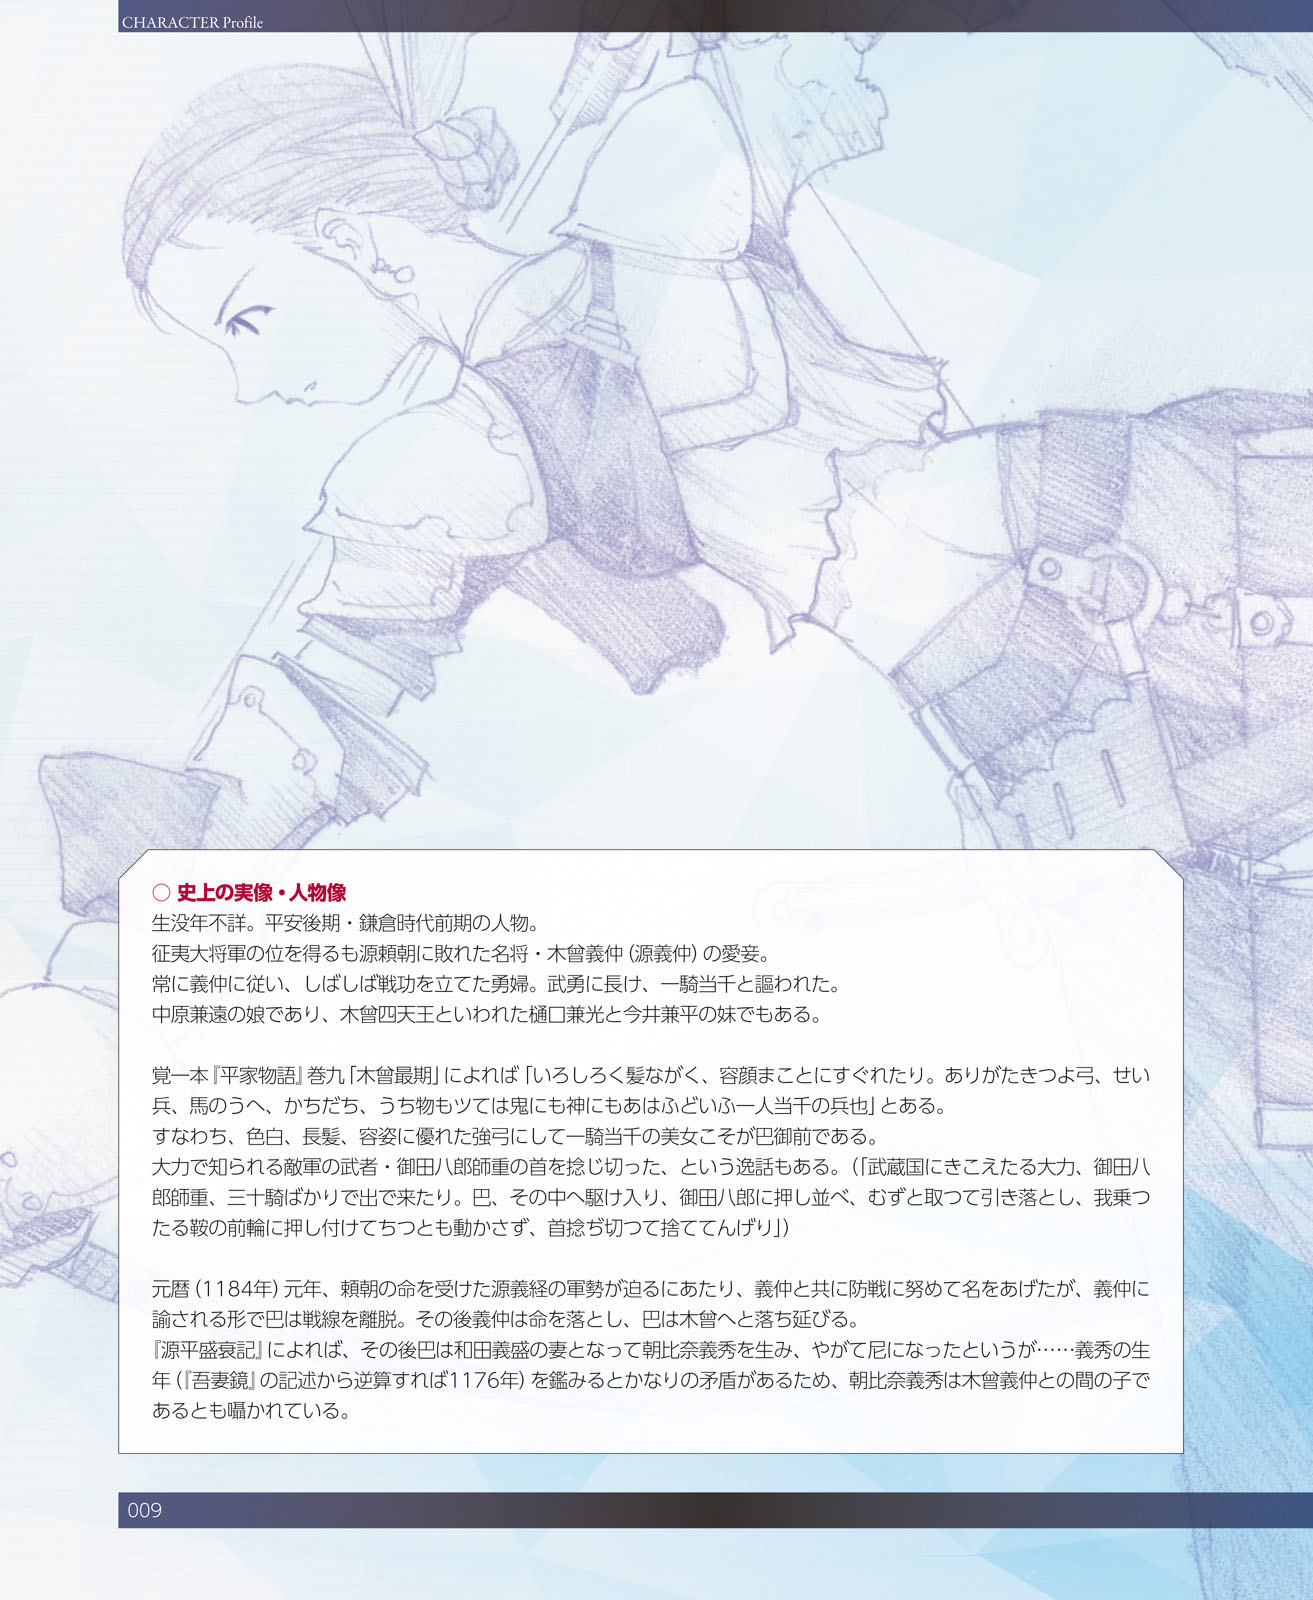 CHARACTER Profile
○ 史上の実像・人物像
生没年不詳。平安後期・鎌倉時代前期の人物。
征夷大将軍の位を得るも源頼朝に敗れた名将・木曾義仲（源義仲）の愛妾。
常に義仲に従い、しばしば戦功を立てた勇婦。武勇に長け、一騎当千と謳われた。
中原兼遠の娘であり、木曾四天王といわれた樋口兼光と今井兼平の妹でもある。
覚一本『平家物語』巻九「木曾最期」によれば「いろしろく髪ながく、容顔まことにすぐれたり。ありがたきつよ弓、せい
兵、馬のうへ、かちだち、うち物もツては鬼にも神にもあはふどいふ一人当千の兵也」とある。
すなわち、色白、長髪、容姿に優れた強弓にして一騎当千の美女こそが巴御前である。
大力で知られる敵軍の武者・御田八郎師重の首を捻じ切った、という逸話もある。（「武蔵国にきこえたる大力、御田八
郎師重、三十騎ばかりで出で来たり。巴、その中へ駆け入り、御田八郎に押し並べ、むずと取つて引き落とし、我乗つ
たる鞍の前輪に押し付けてちつとも動かさず、首捻ぢ切つて捨ててんげり」）
元暦（1184年）元年、頼朝の命を受けた源義経の軍勢が迫るにあたり、義仲と共に防戦に努めて名をあげたが、義仲に
諭される形で巴は戦線を離脱。その後義仲は命を落とし、巴は木曾へと落ち延びる。
『源平盛衰記』によれば、その後巴は和田義盛の妻となって朝比奈義秀を生み、やがて尼になったというが……義秀の生
年（『吾妻鏡』の記述から逆算すれば1176年）を鑑みるとかなりの矛盾があるため、朝比奈義秀は木曾義仲との間の子で
あるとも囁かれている。
009